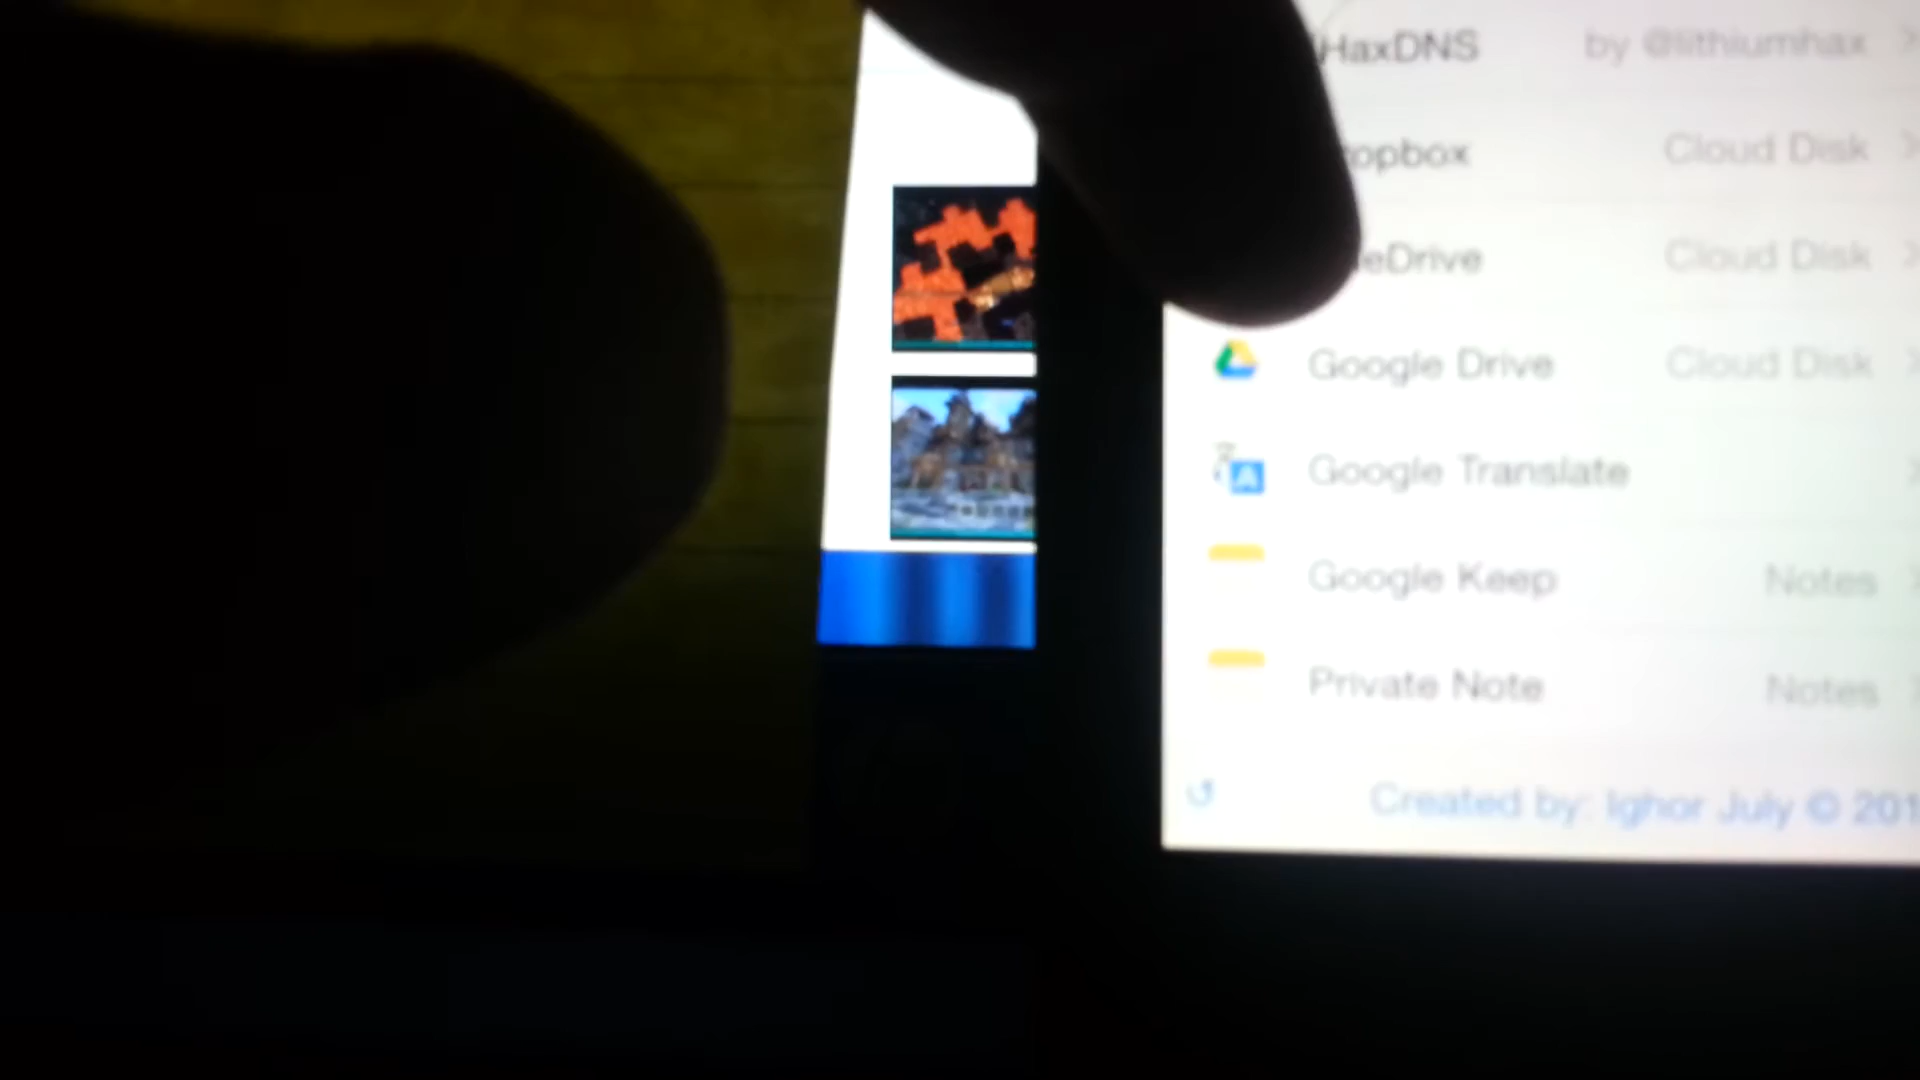 HaxDNS by @lithiumhax
opbox Cloud Disk
eDrive Cloud Disk
Google Drive Cloud Disk
A Google Translate
Google Keep Notes
Private Note Notes
Created by: Ighor July © 201